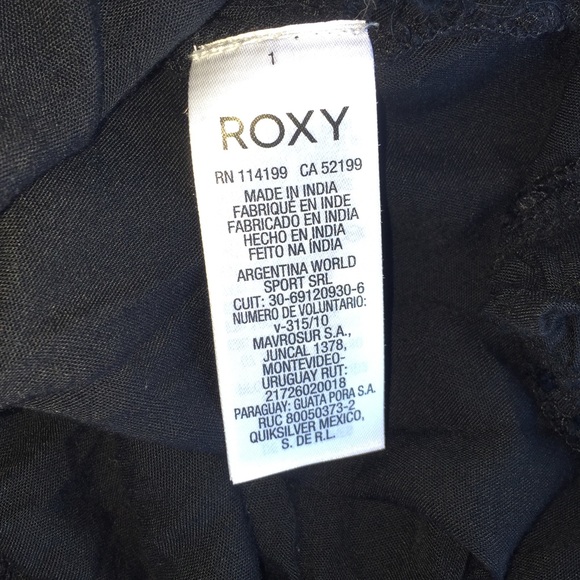 1
ROXY
RN 114199 CA 52199
MADE IN INDIA
FABRIQUÉ EN INDE
FABRICADO EN INDIA
HECHO EN INDIA
FEITO NA INDIA
ARGENTINA WORLD
SPORT SRL
CUIT: 30-69120930-6
NUMERO DE VOLUNTARIO:
v-315/10
MAVROSUR S.A.,
JUNCAL 1378,
MONTEVIDEO-
URUGUAY RUT:
21726020018
PARAGUAY: GUATA PORA S.A.
RUC 80050373-2
QUIKSILVER MEXICO,
S. DE R.L.